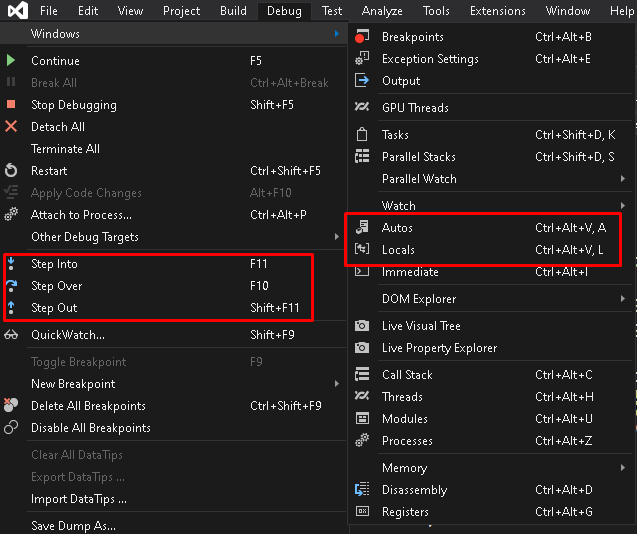 File Edit View Project Build Debug Test Analyze Tools Extensions Window Help
Windows
Continue F5
Break All Ctrl+Alt+Break
Stop Debugging Shift+F5
Detach All
Terminate All
Restart Ctrl+Shift+F5
Apply Code Changes Alt+F10
Attach to Process... Ctrl+Alt+P
Other Debug Targets
Step Into F11
Step Over F10
Step Out Shift+F11
QuickWatch... Shift+F9
Toggle Breakpoint F9
New Breakpoint
Delete All Breakpoints Ctrl+Shift+F9
Disable All Breakpoints
Clear All DataTips
Export DataTips ...
Import DataTips ...
Save Dump As...
Breakpoints Ctrl+Alt+B
Exception Settings Ctrl+Alt+E
Output
GPU Threads
Tasks Ctrl+Shift+D, K
Parallel Stacks Ctrl+Shift+D, S
Parallel Watch
Watch
Autos Ctrl+Alt+V, A
Locals Ctrl+Alt+V, L
Immediate Ctrl+Alt+I
DOM Explorer
Live Visual Tree
Live Property Explorer
Call Stack Ctrl+Alt+C
Threads Ctrl+Alt+H
Modules Ctrl+Alt+U
Processes Ctrl+Alt+Z
Memory
Disassembly Ctrl+Alt+D
Registers Ctrl+Alt+G